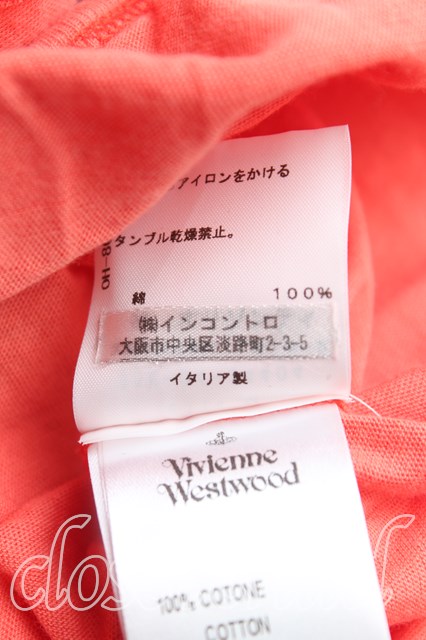 アイロンをかける
タンブル乾燥禁止。
綿 100%
㈱インコントロ
大阪市中央区淡路町2-3-5
イタリア製
Vivienne
Westwood
100% COTONE
COTTON